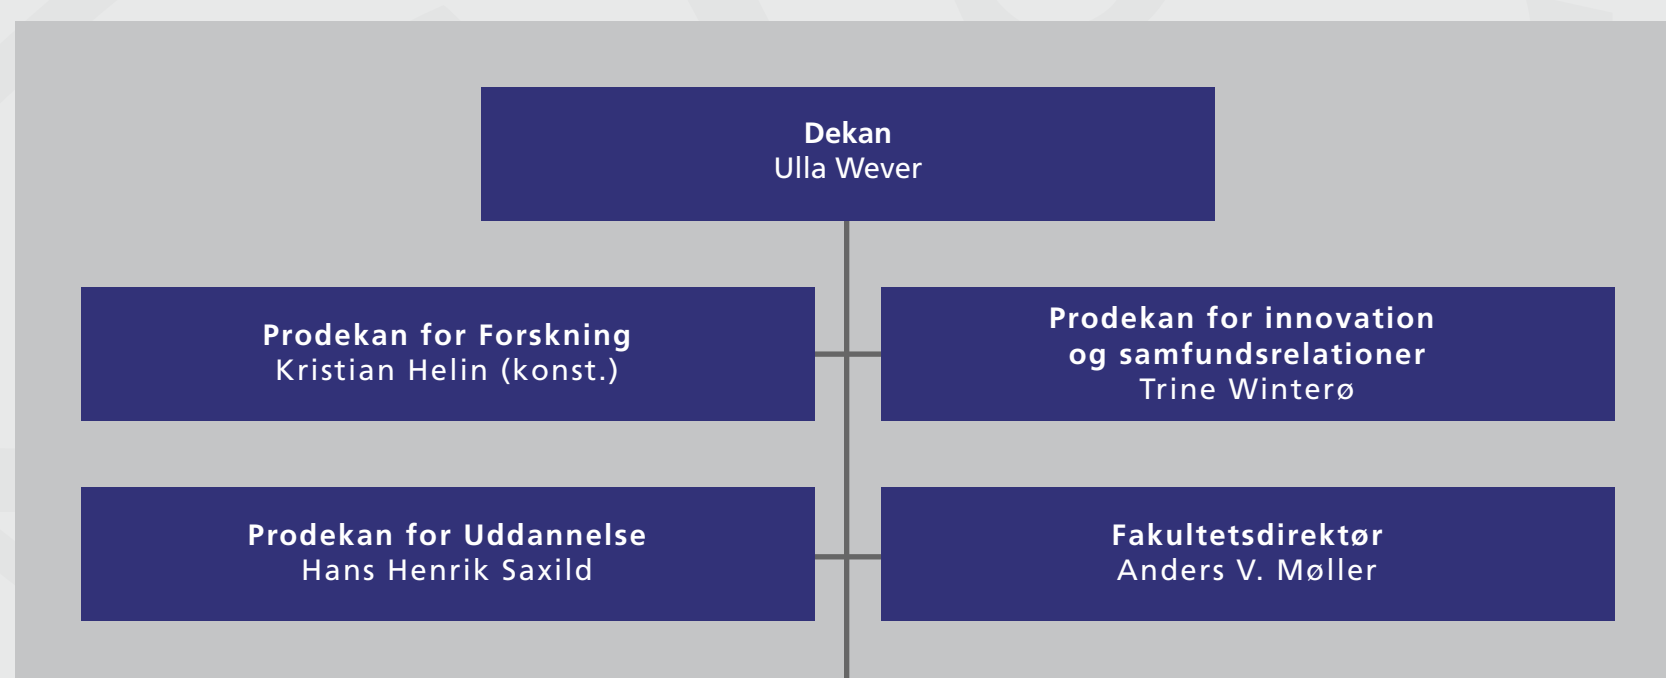 Dekan
Ulla Wever
Prodekan for Forskning
Kristian Helin (konst.)
Prodekan for innovation
og samfundsrelationer
Trine Winterø
Prodekan for Uddannelse
Hans Henrik Saxild
Fakultetsdirektør
Anders V. Møller